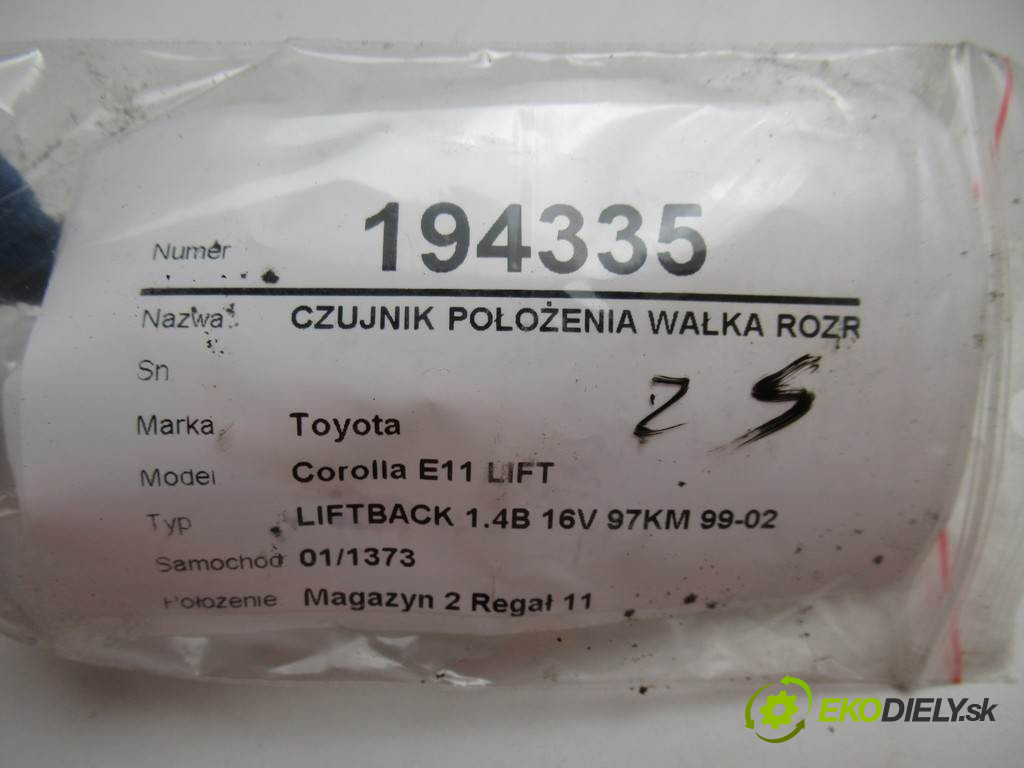 Numer 194335
Nazwa CZUJNIK POŁOŻENIA WAŁKA ROZR
Sn
Marka Toyota
Model Corolla E11 LIFT
Typ LIFTBACK 1.4B 16V 97KM 99-02
Samochód 01/1373
Położenie Magazyn 2 Regał 11
EKODIELY.sk